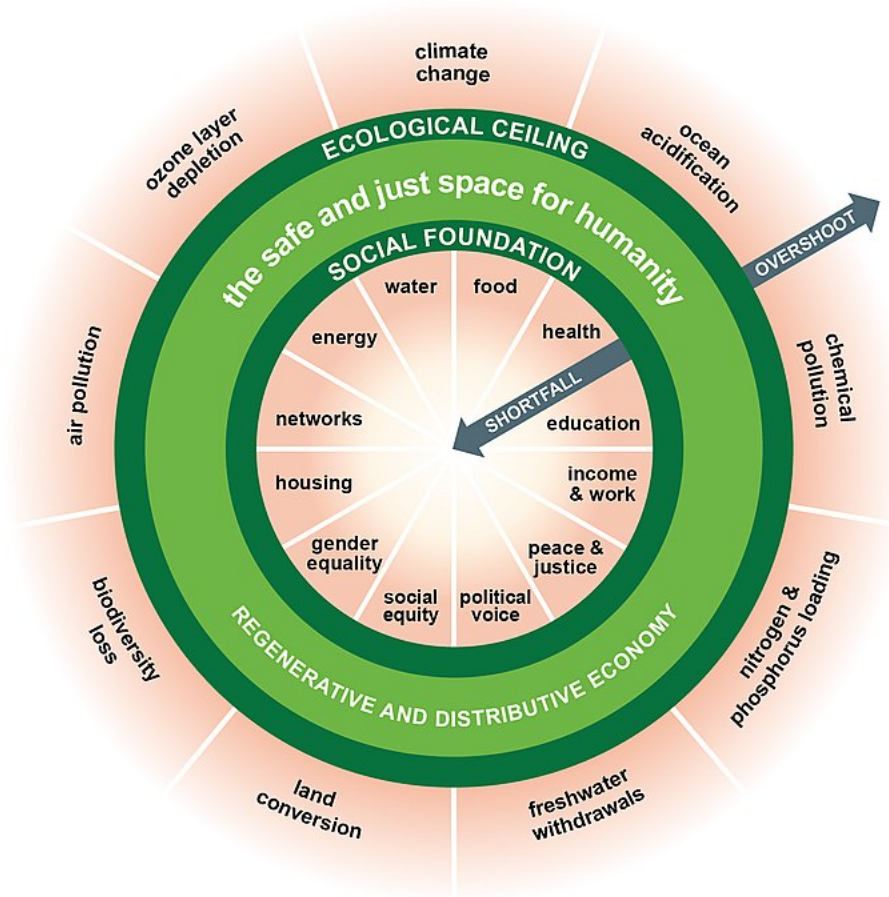 climate
change
ocean
acidification
chemical
pollution
nitrogen &
phosphorus loading
freshwater
withdrawals
land
conversion
biodiversity
loss
air pollution
ozone layer
depletion
ECOLOGICAL CEILING
the safe and just space for humanity
SOCIAL FOUNDATION
OVERSHOOT
SHORTFALL
water
food
health
education
income
& work
peace &
justice
political
voice
social
equity
gender
equality
housing
networks
energy
REGENERATIVE AND DISTRIBUTIVE ECONOMY